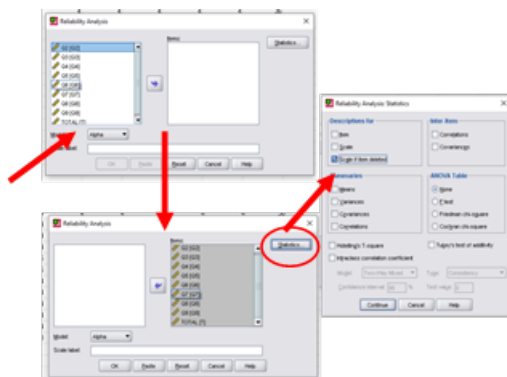 Reliability Analysis
Items:
Statistics...
G2 [G2]
G3 [G3]
G4 [G4]
G5 [G5]
G6 [G6]
G7 [G7]
G8 [G8]
G9 [G9]
TOTAL [T]
Model:
Alpha
Scale label:
OK
Paste
Reset
Cancel
Help
Reliability Analysis: Statistics
Descriptives for
Item
Scale
Scale if item deleted
Inter-Item
Correlations
Covariances
Summaries
Means
Variances
Covariances
Correlations
ANOVA Table
None
F test
Friedman chi-square
Cochran chi-square
Hotelling's T-square
Tukey's test of additivity
Intraclass correlation coefficient
Model:
Two-Way Mixed
Type:
Consistency
Confidence interval:
%
Test value:
Continue
Cancel
Help
Reliability Analysis
Items:
Statistics...
G2 [G2]
G3 [G3]
G4 [G4]
G5 [G5]
G6 [G6]
G7 [G7]
G8 [G8]
G9 [G9]
TOTAL [T]
Model:
Alpha
Scale label:
OK
Paste
Reset
Cancel
Help